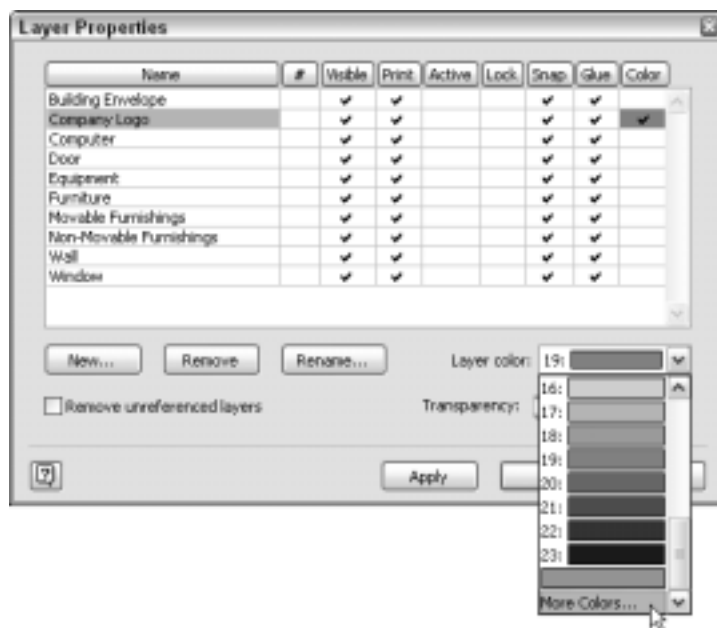 Layer Properties
Name # Visible Print Active Lock Snap Glue Color
Building Envelope
Company Logo
Computer
Door
Equipment
Furniture
Movable Furnishings
Non-Movable Furnishings
Wall
Window
New... Remove Rename... Layer color: 19:
Remove unreferenced layers Transparency:
Apply
16:
17:
18:
19:
20:
21:
22:
23:
More Colors...